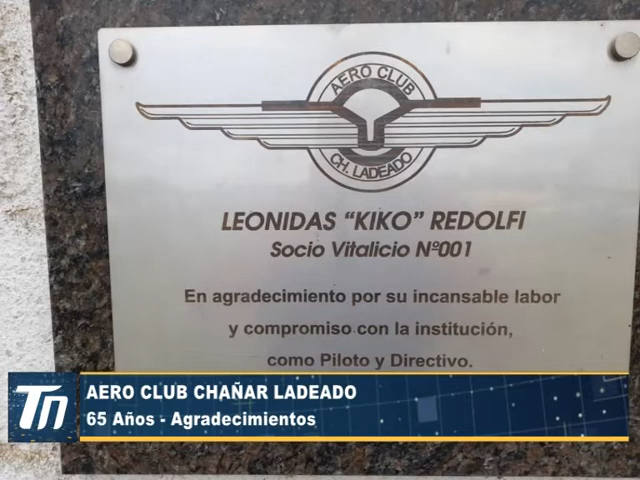 AERO CLUB
CH. LADEADO
LEONIDAS "KIKO" REDOLFI
Socio Vitalicio Nº001
En agradecimiento por su incansable labor
y compromiso con la institución,
como Piloto y Directivo.
Tn
AERO CLUB CHAÑAR LADEADO
65 Años - Agradecimientos